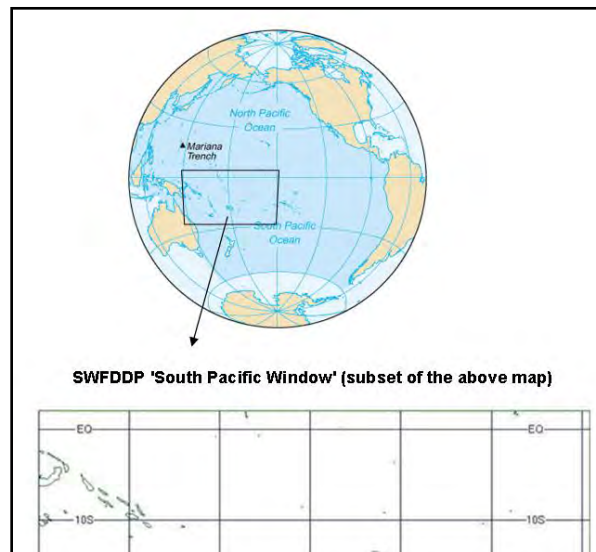 North Pacific
Ocean
Mariana
Trench
South Pacific
Ocean
SWFDDP 'South Pacific Window' (subset of the above map)
EQ EQ
10S 10S